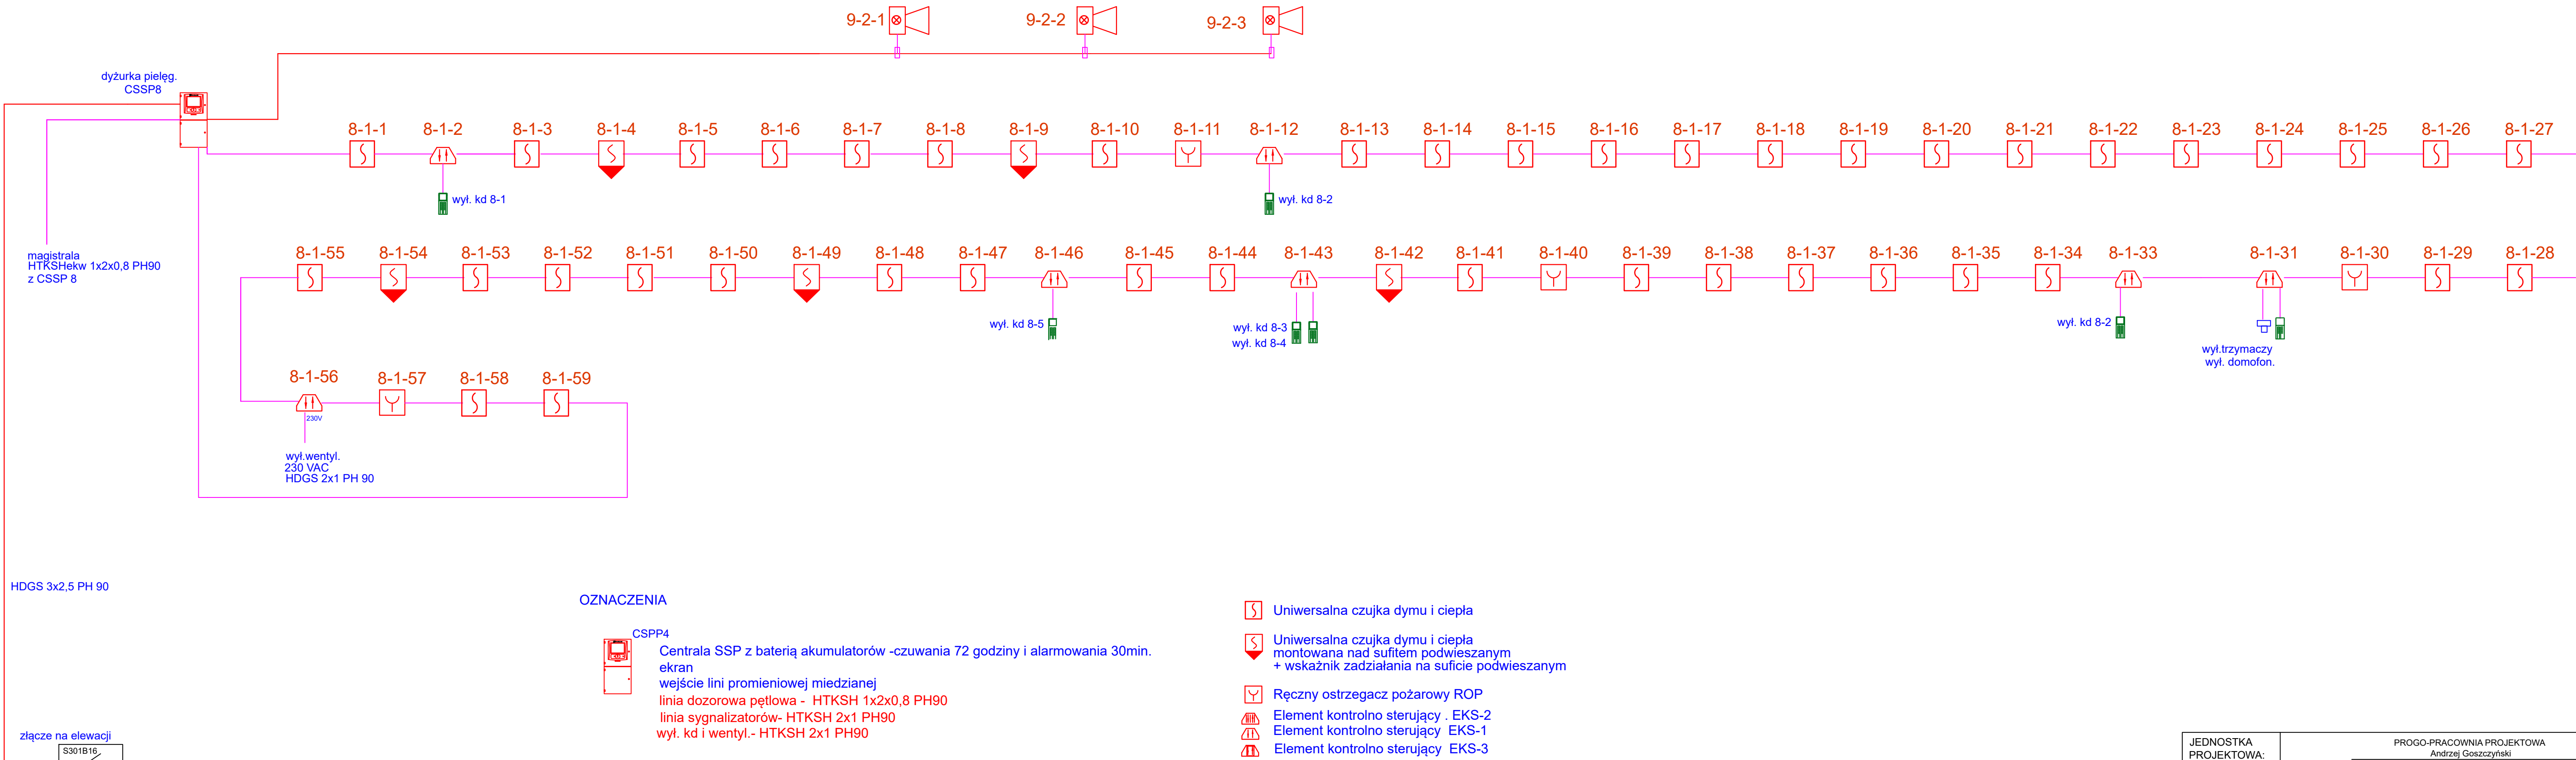 9-2-1 9-2-2 9-2-3
dyżurka pielęg.
CSSP8
8-1-1 8-1-2 8-1-3 8-1-4 8-1-5 8-1-6 8-1-7 8-1-8 8-1-9 8-1-10 8-1-11 8-1-12 8-1-13 8-1-14 8-1-15 8-1-16 8-1-17 8-1-18 8-1-19 8-1-20 8-1-21 8-1-22 8-1-23 8-1-24 8-1-25 8-1-26 8-1-27
wył. kd 8-1 wył. kd 8-2
magistrala
HTKSHekw 1x2x0,8 PH90
z CSSP 8
8-1-55 8-1-54 8-1-53 8-1-52 8-1-51 8-1-50 8-1-49 8-1-48 8-1-47 8-1-46 8-1-45 8-1-44 8-1-43 8-1-42 8-1-41 8-1-40 8-1-39 8-1-38 8-1-37 8-1-36 8-1-35 8-1-34 8-1-33 8-1-31 8-1-30 8-1-29 8-1-28
wył. kd 8-5
wył. kd 8-3
wył. kd 8-4
wył. kd 8-2
wył.trzymaczy
wył. domofon.
8-1-56 8-1-57 8-1-58 8-1-59
230V
wył.wentyl.
230 VAC
HDGS 2x1 PH 90
HDGS 3x2,5 PH 90
OZNACZENIA
CSPP4
Centrala SSP z baterią akumulatorów -czuwania 72 godziny i alarmowania 30min.
ekran
wejście lini promieniowej miedzianej
linia dozorowa pętlowa - HTKSH 1x2x0,8 PH90
linia sygnalizatorów- HTKSH 2x1 PH90
wył. kd i wentyl.- HTKSH 2x1 PH90
Uniwersalna czujka dymu i ciepła
Uniwersalna czujka dymu i ciepła
montowana nad sufitem podwieszanym
+ wskażnik zadziałania na suficie podwieszanym
Ręczny ostrzegacz pożarowy ROP
Element kontrolno sterujący . EKS-2
Element kontrolno sterujący EKS-1
Element kontrolno sterujący EKS-3
złącze na elewacji
S301B16
JEDNOSTKA
PROJEKTOWA:
PROGO-PRACOWNIA PROJEKTOWA
Andrzej Goszczyński